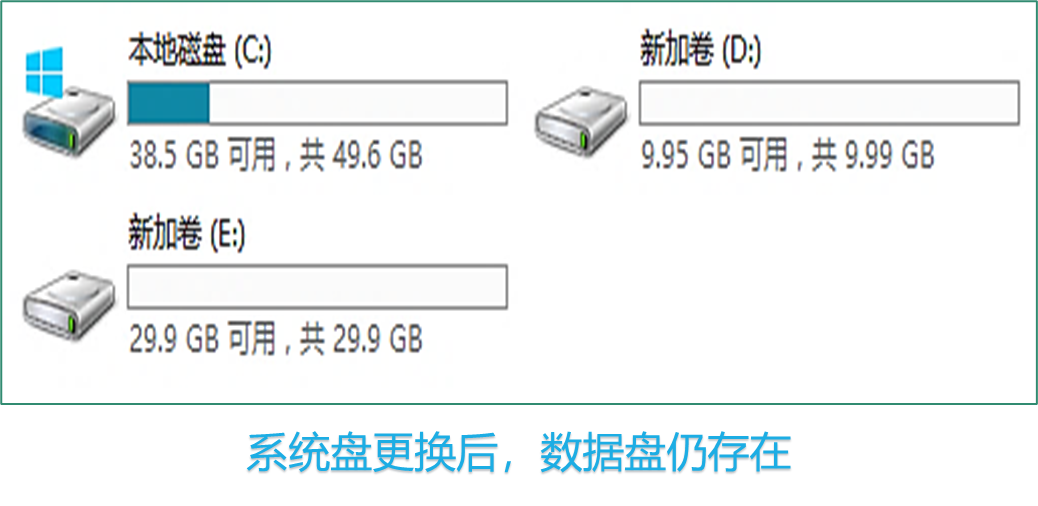 本地磁盘 (C:)
38.5 GB 可用 , 共 49.6 GB
新加卷 (D:)
9.95 GB 可用 , 共 9.99 GB
新加卷 (E:)
29.9 GB 可用 , 共 29.9 GB
系统盘更换后，数据盘仍存在